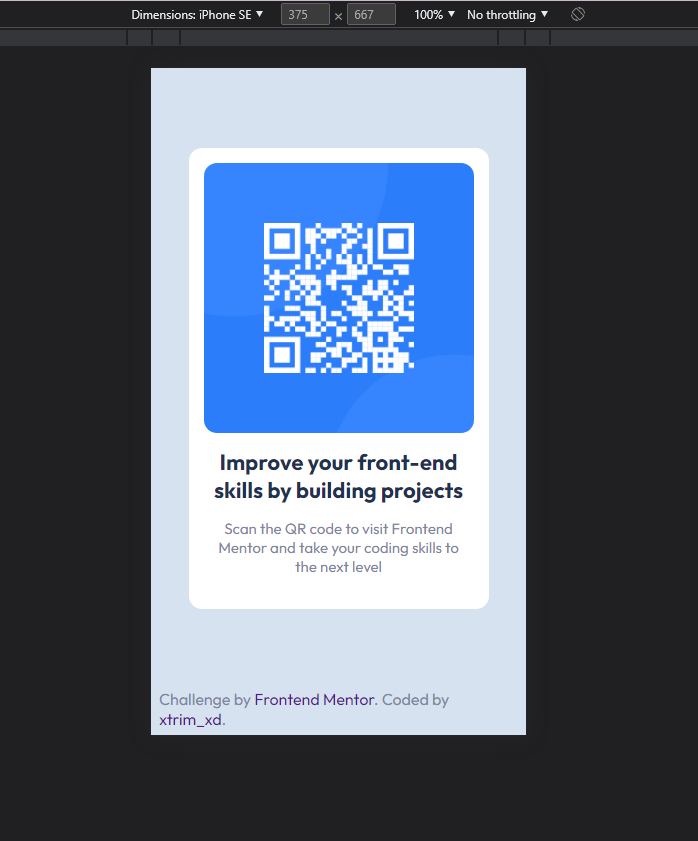 Dimensions: iPhone SE ▼ 375 × 667 100% ▼ No throttling ▼
Improve your front-end
skills by building projects
Scan the QR code to visit Frontend
Mentor and take your coding skills to
the next level
Challenge by Frontend Mentor. Coded by
xtrim_xd.